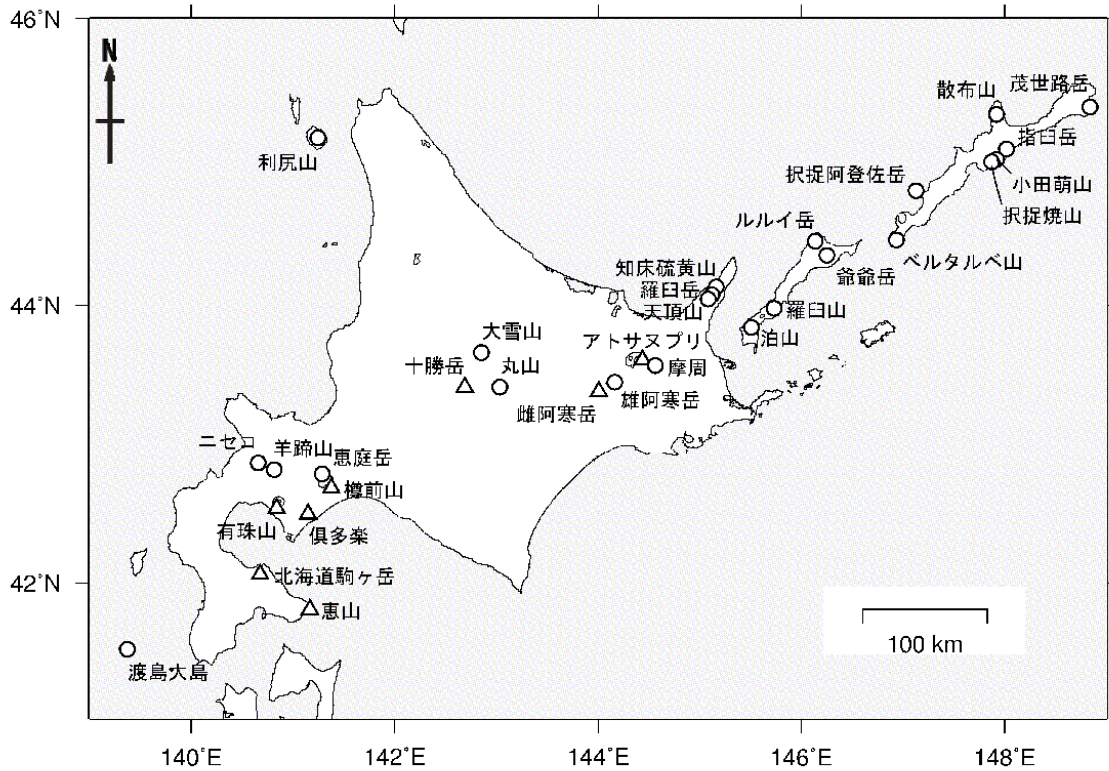 46°N
N
散布山
茂世路岳
指臼岳
利尻山
択捉阿登佐岳
小田萌山
択捉焼山
ルルイ岳
ベルタルベ山
爺爺岳
知床硫黄山
羅臼岳
44°N
天頂山
羅臼山
大雪山
アトサヌプリ
泊山
十勝岳
丸山
摩周
雄阿寒岳
雌阿寒岳
ニセコ
羊蹄山
恵庭岳
樽前山
有珠山
倶多楽
北海道駒ヶ岳
42°N
恵山
100 km
渡島大島
140°E
142°E
144°E
146°E
148°E